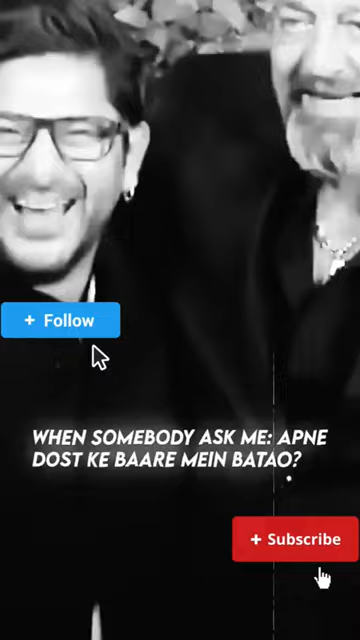 + Follow
WHEN SOMEBODY ASK ME: APNE
DOST KE BAARE MEIN BATAO?
+ Subscribe